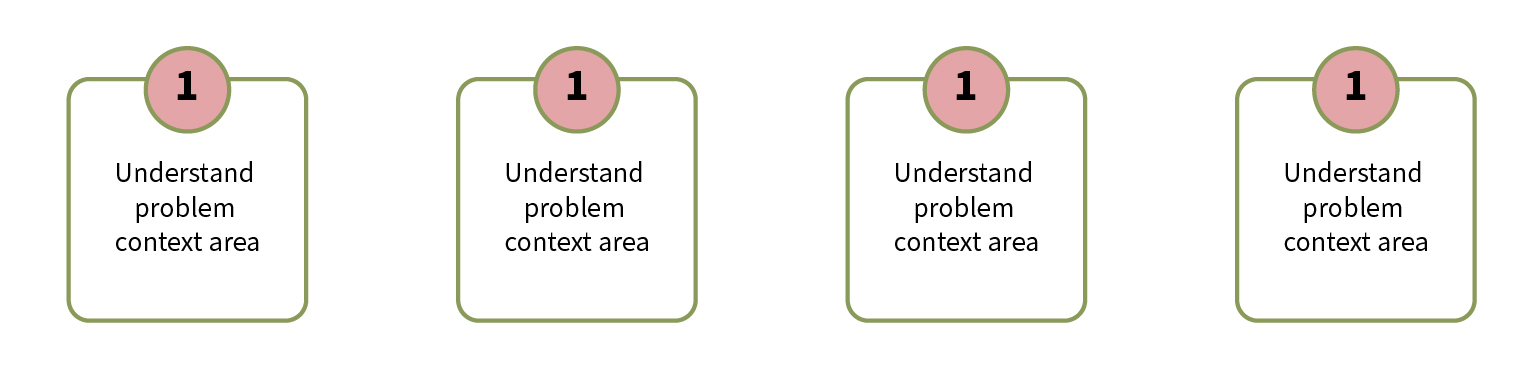 1
Understand
problem
context area
1
Understand
problem
context area
1
Understand
problem
context area
1
Understand
problem
context area